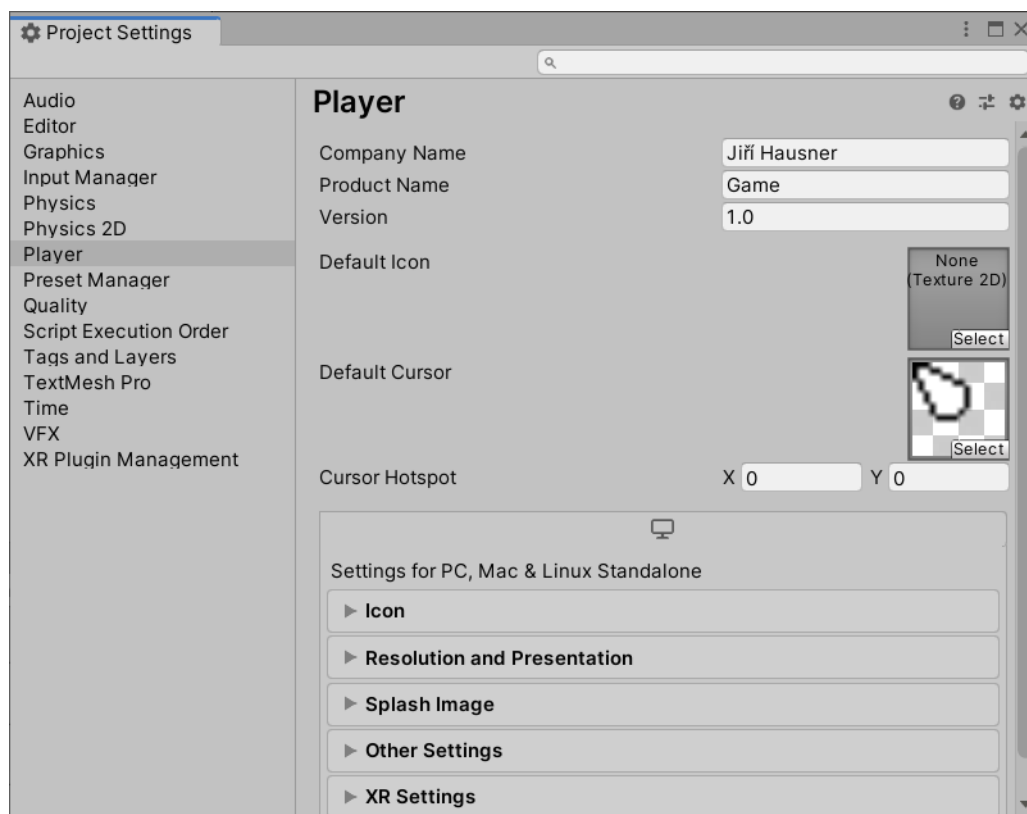 Project Settings
Audio
Editor
Graphics
Input Manager
Physics
Physics 2D
Player
Preset Manager
Quality
Script Execution Order
Tags and Layers
TextMesh Pro
Time
VFX
XR Plugin Management
Player
Company Name Jiří Hausner
Product Name Game
Version 1.0
Default Icon
None
(Texture 2D)
Select
Default Cursor
Select
Cursor Hotspot X 0 Y 0
Settings for PC, Mac & Linux Standalone
Icon
Resolution and Presentation
Splash Image
Other Settings
XR Settings